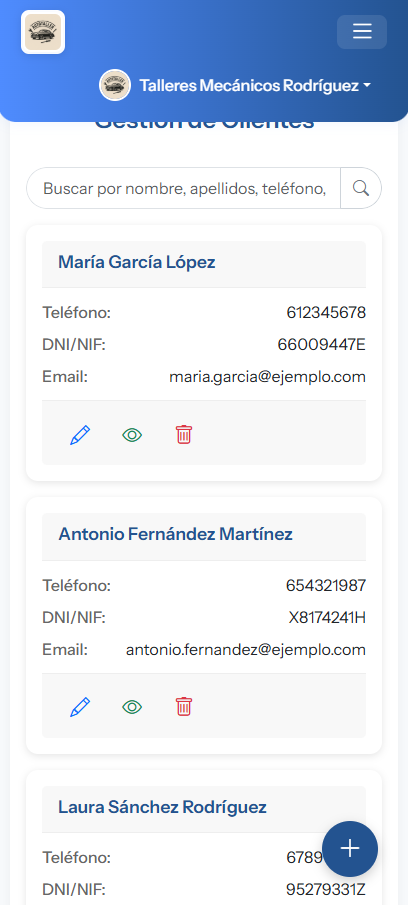 Talleres Mecánicos Rodríguez
Gestión de Clientes
Buscar por nombre, apellidos, teléfono,
María García López
Teléfono: 612345678
DNI/NIF: 66009447E
Email: maria.garcia@ejemplo.com
Antonio Fernández Martínez
Teléfono: 654321987
DNI/NIF: X8174241H
Email: antonio.fernandez@ejemplo.com
Laura Sánchez Rodríguez
Teléfono: 6789
DNI/NIF: 95279331Z